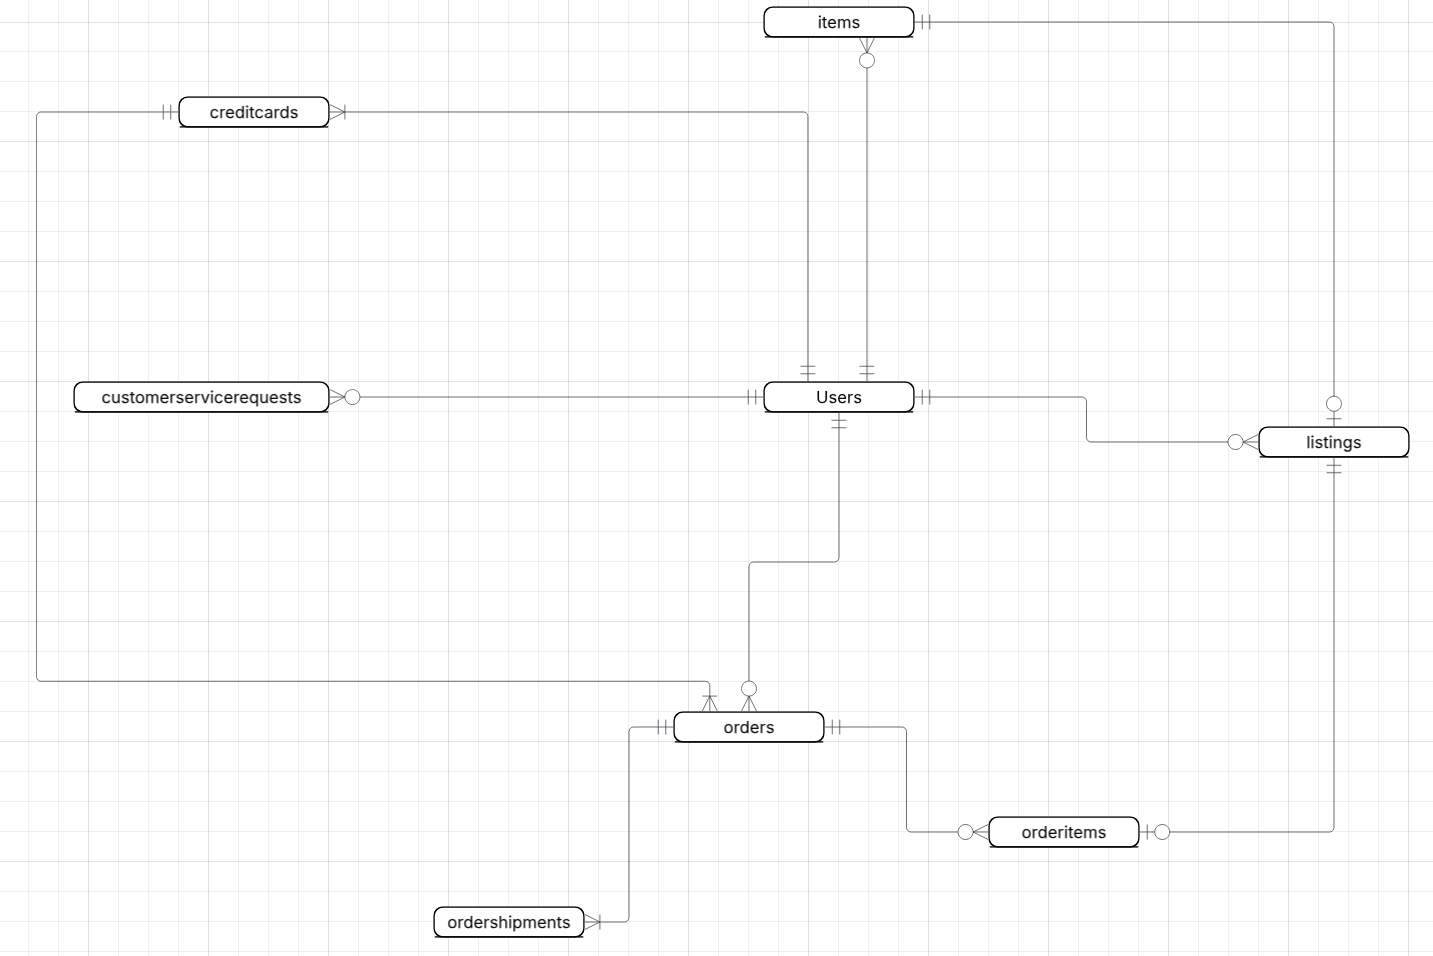 items
creditcards
customerservicerequests
Users
listings
orders
orderitems
ordershipments